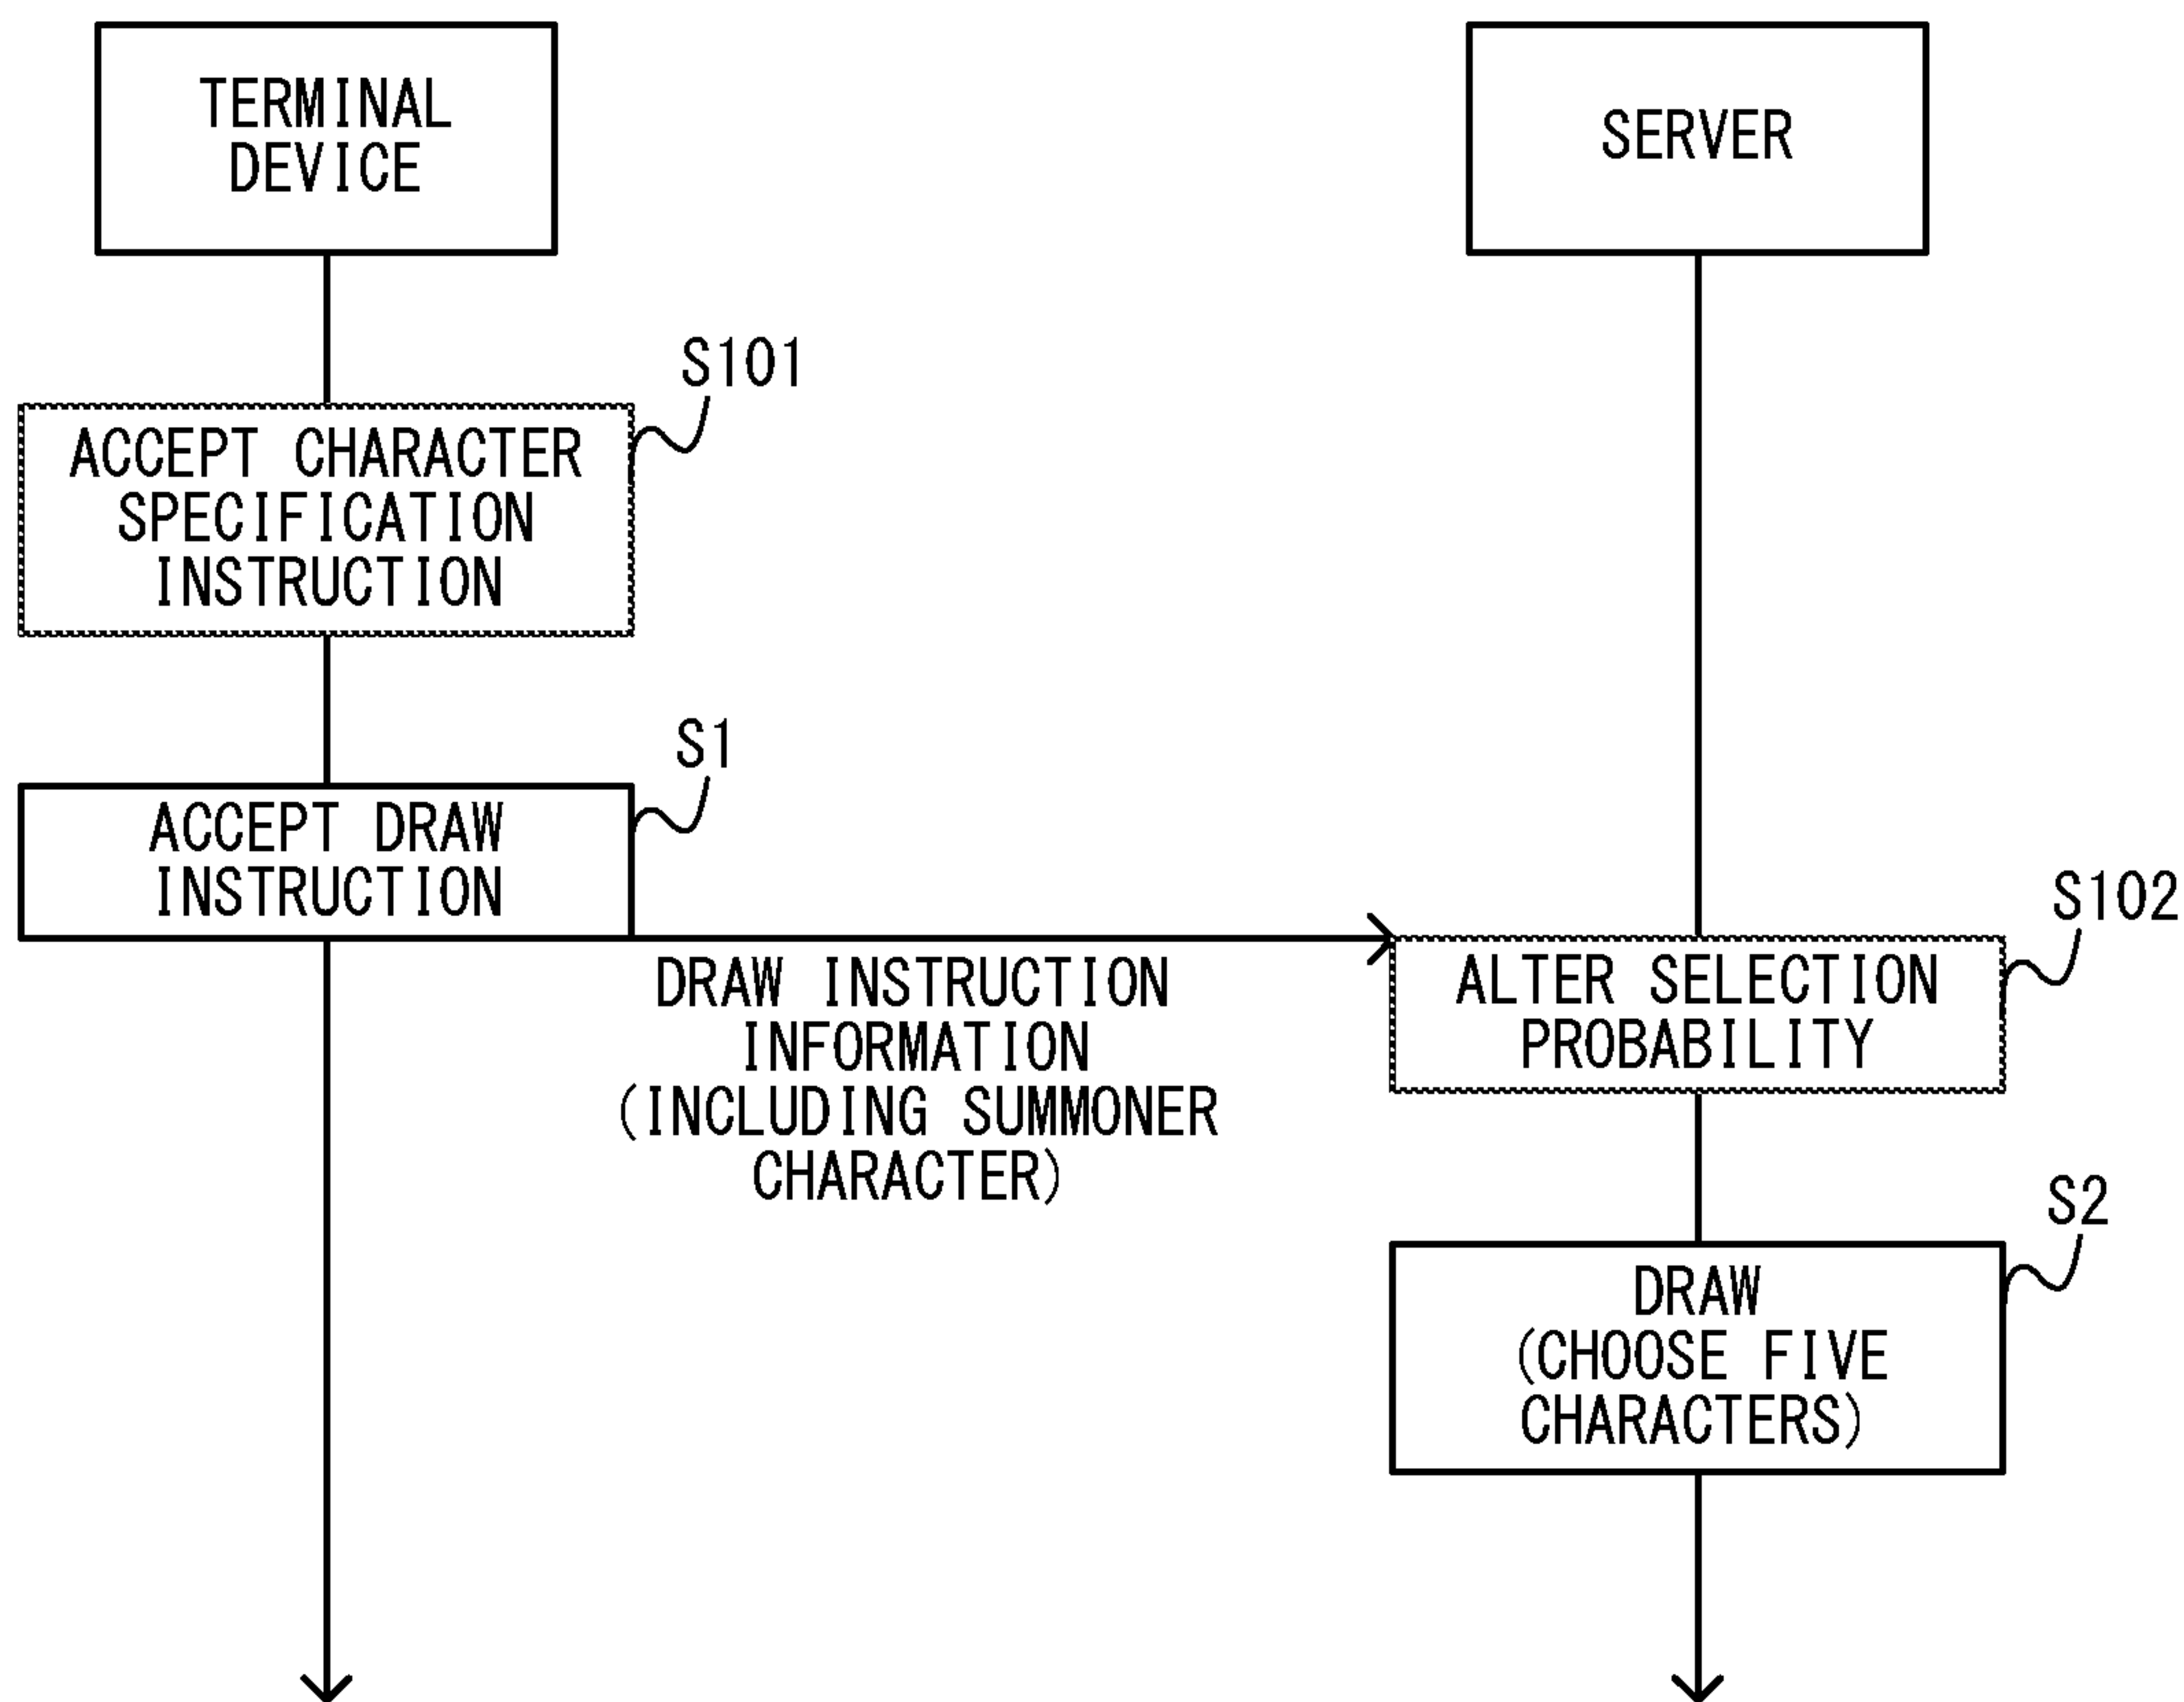 TERMINAL
DEVICE
SERVER
S101
ACCEPT CHARACTER
SPECIFICATION
INSTRUCTION
S1
ACCEPT DRAW
INSTRUCTION
DRAW INSTRUCTION
INFORMATION
(INCLUDING SUMMONER
CHARACTER)
S102
ALTER SELECTION
PROBABILITY
S2
DRAW
(CHOOSE FIVE
CHARACTERS)